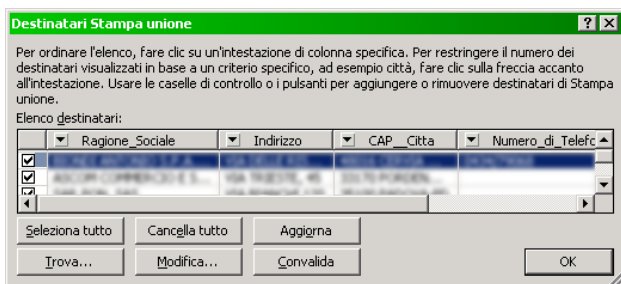 Destinatari Stampa unione
Per ordinare l'elenco, fare clic su un'intestazione di colonna specifica. Per restringere il numero dei
destinatari visualizzati in base a un criterio specifico, ad esempio città, fare clic sulla freccia accanto
all'intestazione. Usare le caselle di controllo o i pulsanti per aggiungere o rimuovere destinatari di Stampa
unione.
Elenco destinatari:
Ragione_Sociale Indirizzo CAP__Citta Numero_di_Telefc
Seleziona tutto Cancella tutto Aggiorna
Trova... Modifica... Convalida OK